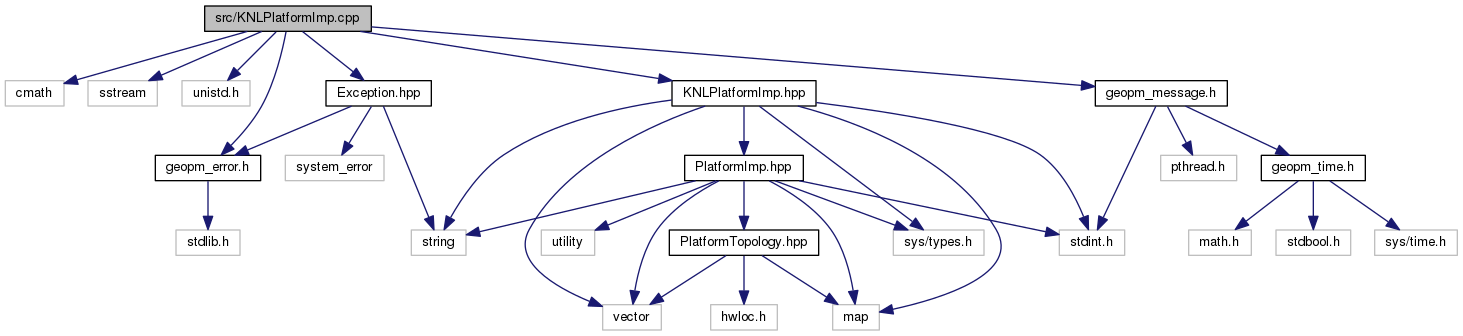 src/KNLPlatformImp.cpp
cmath
sstream
unistd.h
Exception.hpp
KNLPlatformImp.hpp
geopm_message.h
geopm_error.h
system_error
PlatformImp.hpp
pthread.h
geopm_time.h
stdlib.h
string
utility
PlatformTopology.hpp
sys/types.h
stdint.h
math.h
stdbool.h
sys/time.h
vector
hwloc.h
map